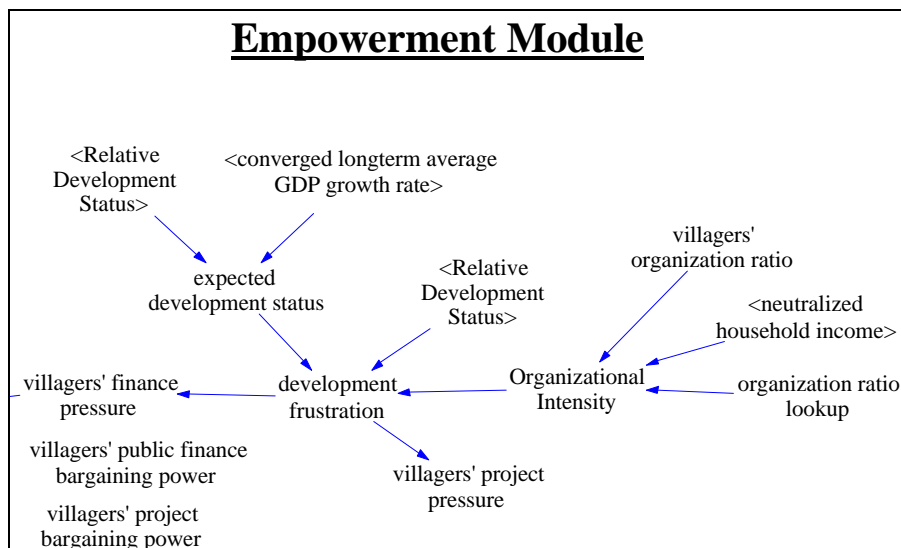 Empowerment Module
<Relative
Development
Status>
<converged longterm average
GDP growth rate>
villagers'
organization ratio
expected
development status
<Relative
Development
Status>
<neutralized
household income>
villagers' finance
pressure
development
frustration
Organizational
Intensity
organization ratio
lookup
villagers' public finance
bargaining power
villagers' project
pressure
villagers' project
bargaining power